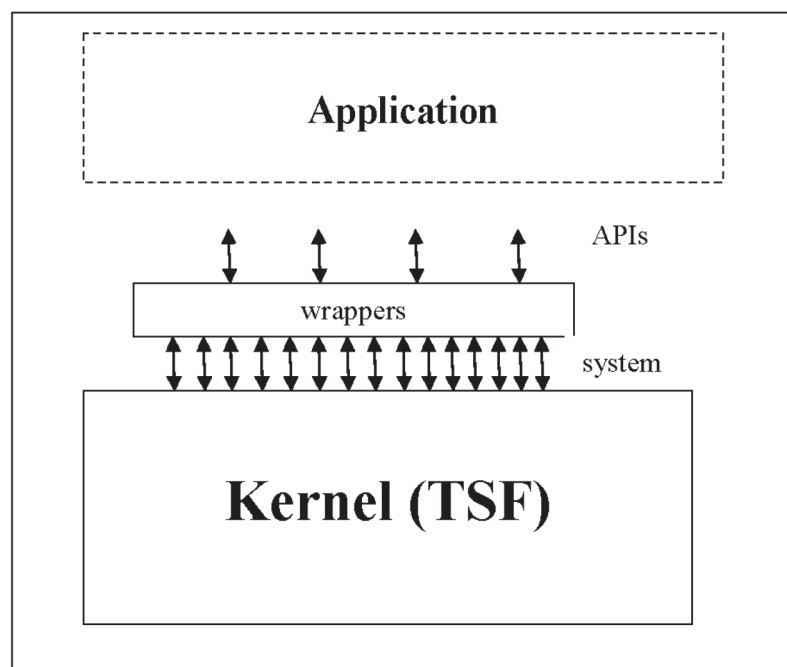 Application
APIs
wrappers
system
Kernel (TSF)